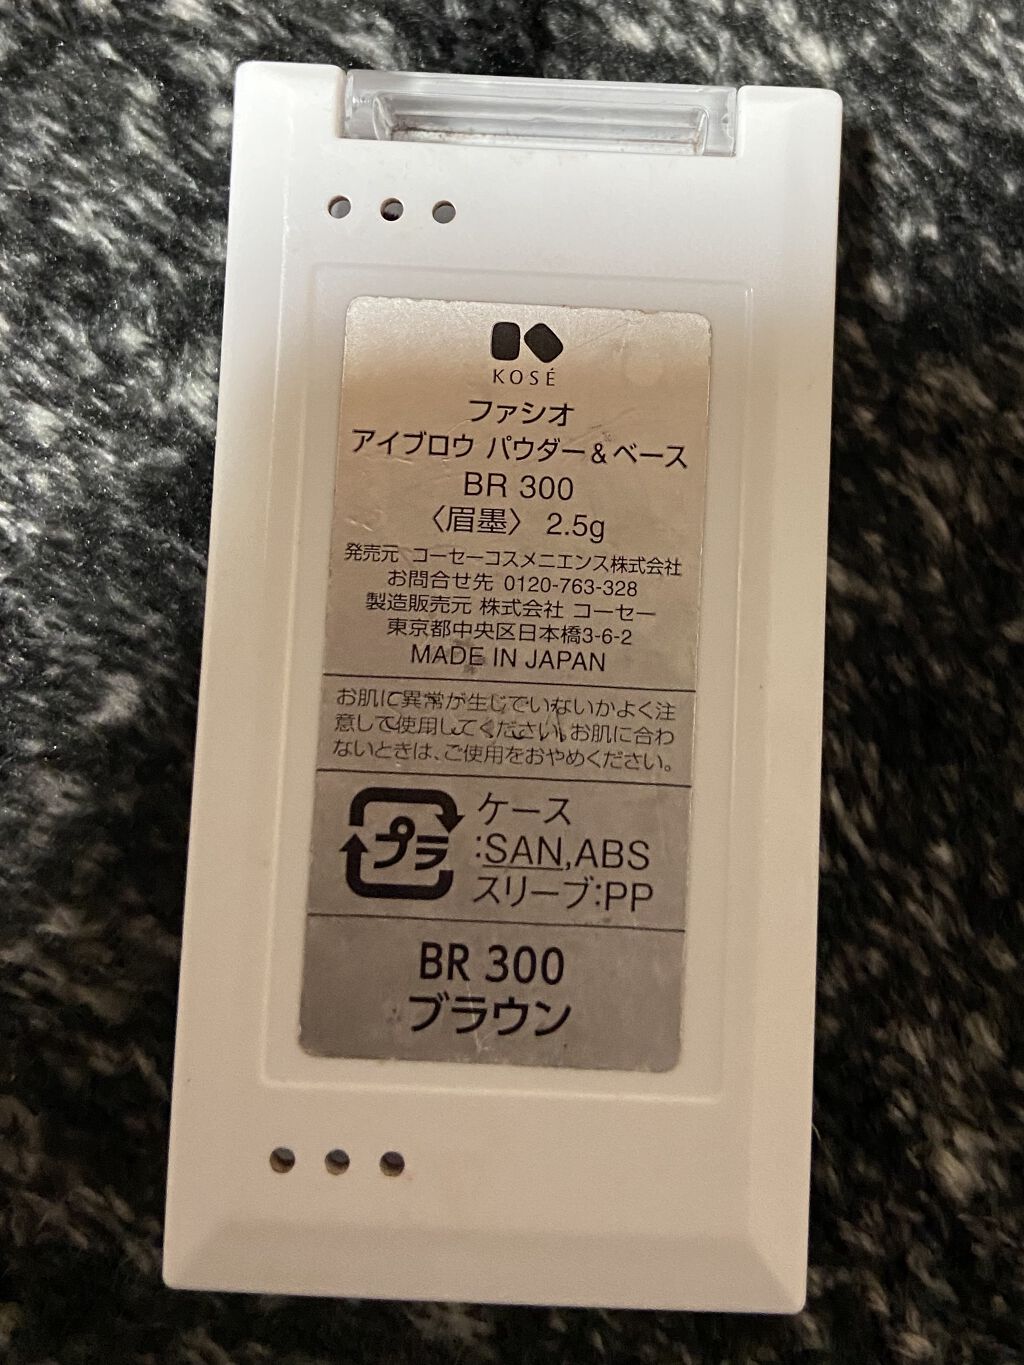 KOSÉ
ファシオ
アイブロウ パウダー＆ベース
BR 300
〈眉墨〉 2.5g
発売元 コーセーコスメニエンス株式会社
お問合せ先 0120-763-328
製造販売元 株式会社 コーセー
東京都中央区日本橋3-6-2
MADE IN JAPAN
お肌に異常が生じていないかよく注
意して使用してください。お肌に合わ
ないときは、ご使用をおやめください。
プラ
ケース
:SAN,ABS
スリーブ:PP
BR 300
ブラウン